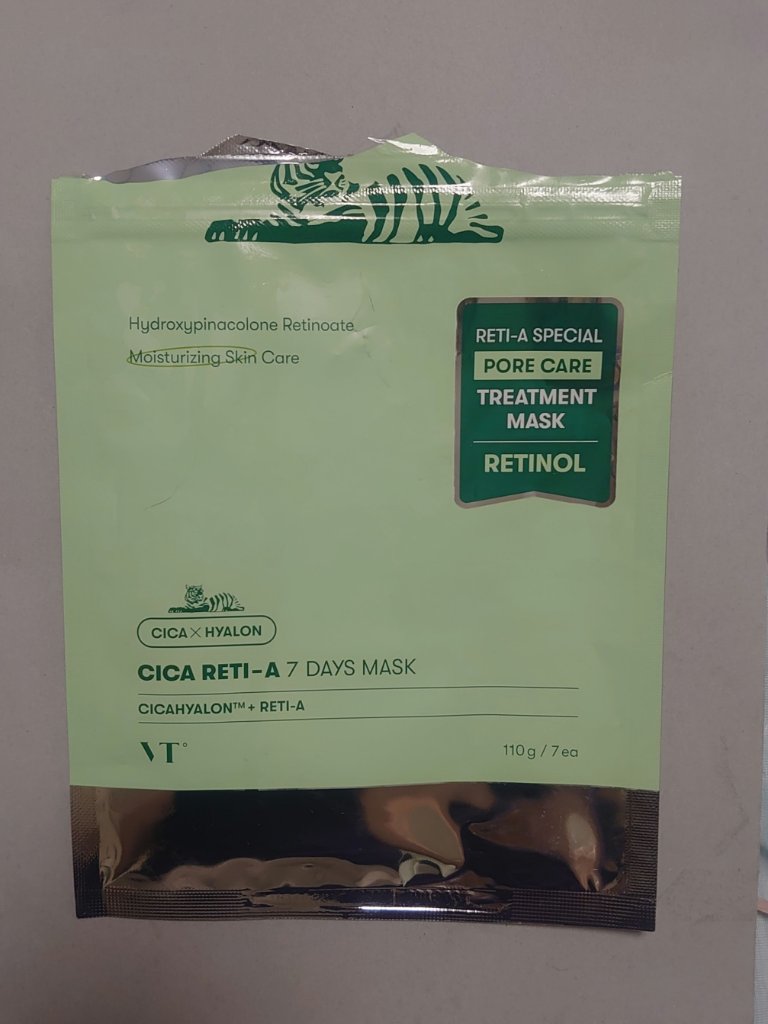 Hydroxypinacolone Retinoate
Moisturizing Skin Care
RETI-A SPECIAL
PORE CARE
TREATMENT
MASK
RETINOL
CICA×HYALON
CICA RETI-A 7 DAYS MASK
CICAHYALON™ + RETI-A
VT°
110g / 7ea